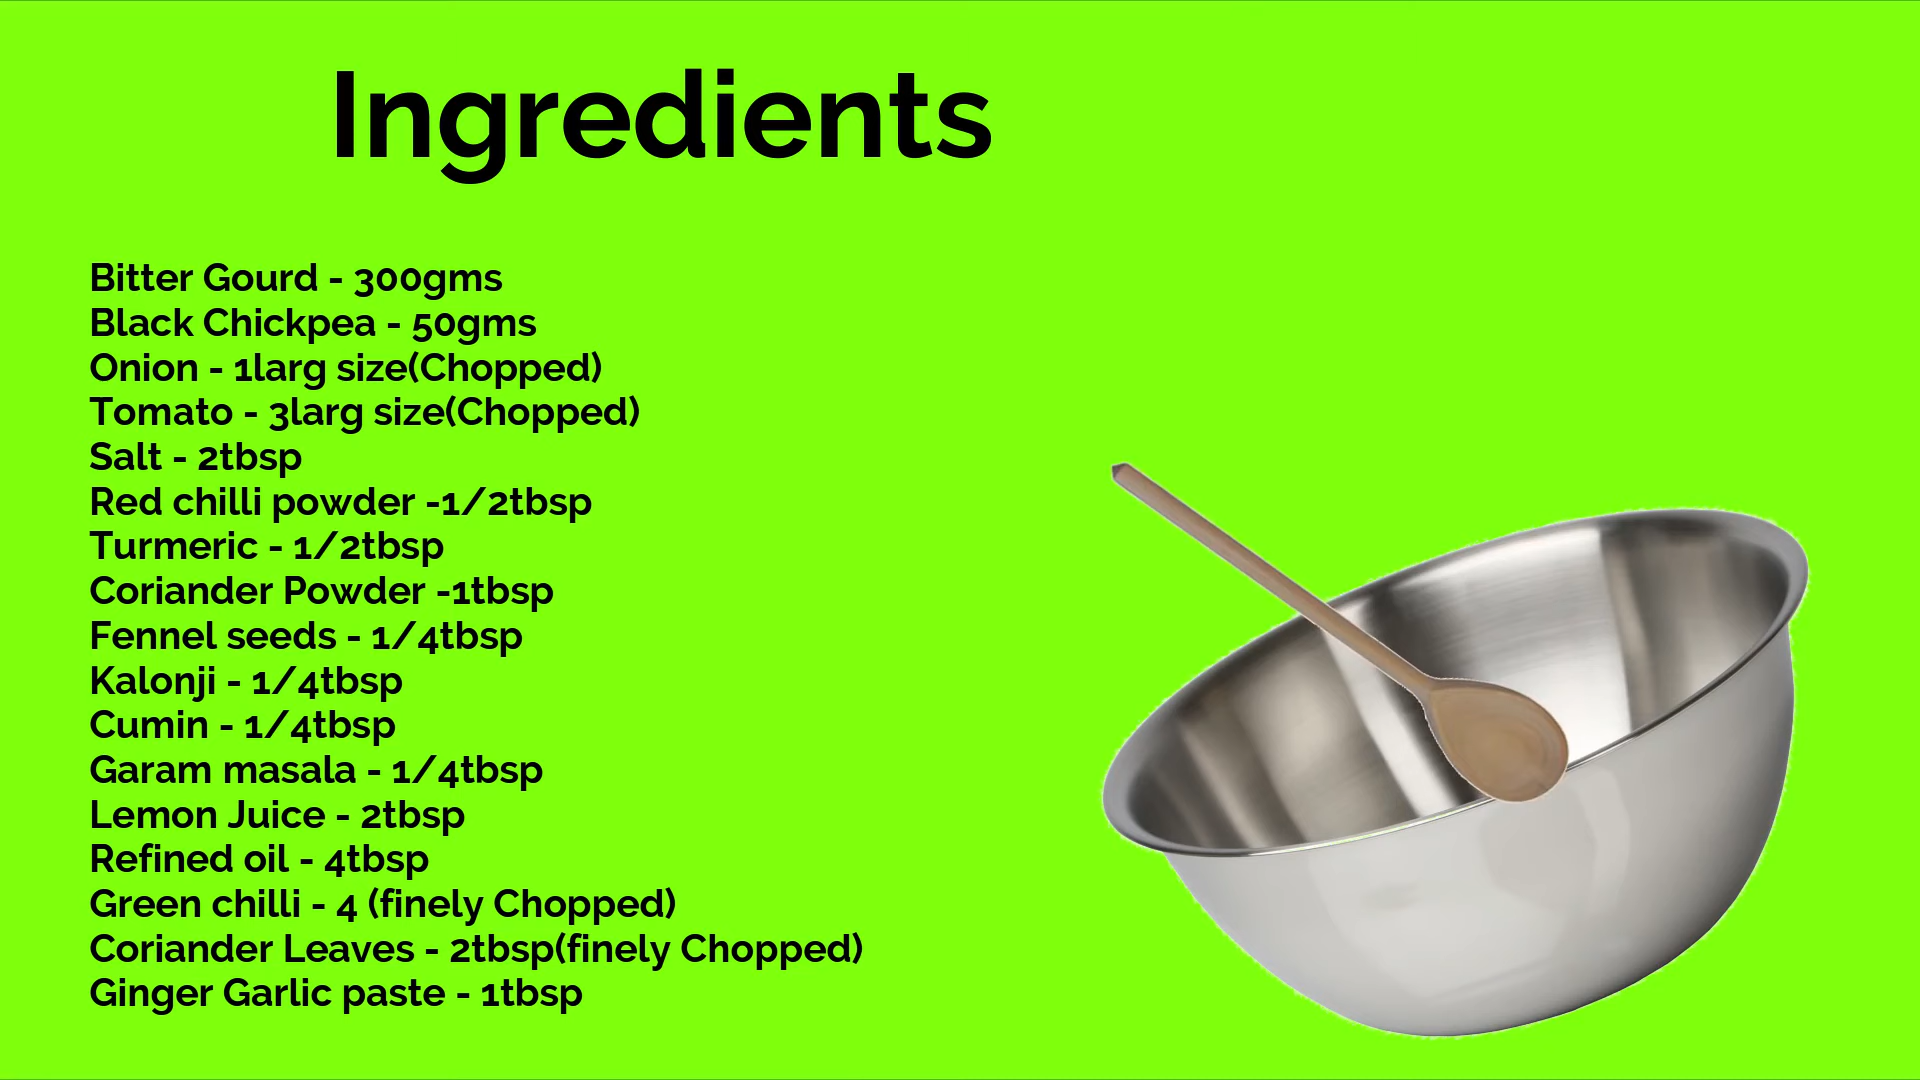 Ingredients
Bitter Gourd - 300gms
Black Chickpea - 50gms
Onion - 1larg size(Chopped)
Tomato - 3larg size(Chopped)
Salt - 2tbsp
Red chilli powder -1/2tbsp
Turmeric - 1/2tbsp
Coriander Powder -1tbsp
Fennel seeds - 1/4tbsp
Kalonji - 1/4tbsp
Cumin - 1/4tbsp
Garam masala - 1/4tbsp
Lemon Juice - 2tbsp
Refined oil - 4tbsp
Green chilli - 4 (finely Chopped)
Coriander Leaves - 2tbsp(finely Chopped)
Ginger Garlic paste - 1tbsp